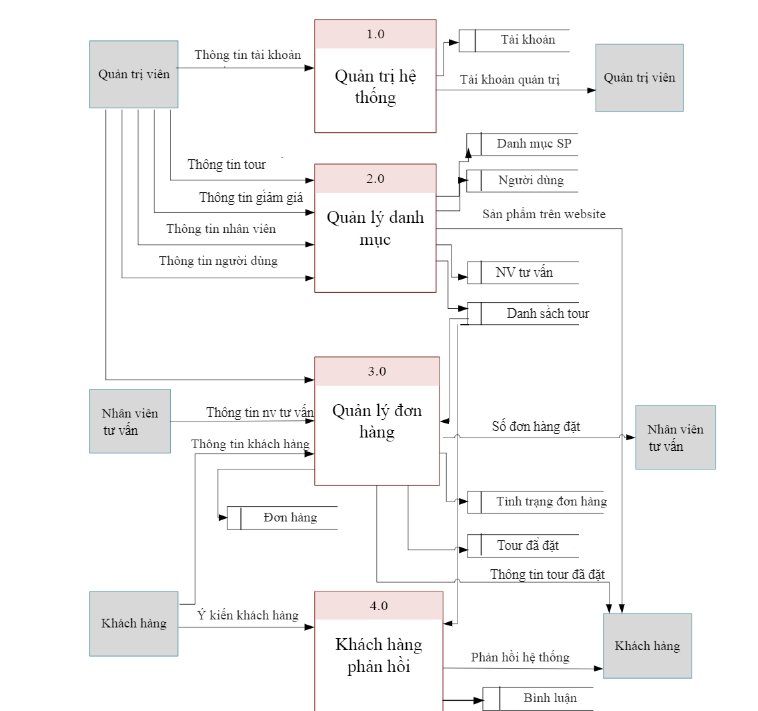 1.0
Tài khoản
Thông tin tài khoản
Quản trị viên
Quản trị hệ
thống
Tài khoản quản trị
Quản trị viên
Danh mục SP
Thông tin tour
2.0
Người dùng
Thông tin giảm giá
Quản lý danh
mục
Sản phẩm trên website
Thông tin nhân viên
Thông tin người dùng
NV tư vấn
Danh sách tour
3.0
Nhân viên
tư vấn
Thông tin nv tư vấn
Quản lý đơn
hàng
Số đơn hàng đặt
Nhân viên
tư vấn
Thông tin khách hàng
Tình trạng đơn hàng
Đơn hàng
Tour đã đặt
Thông tin tour đã đặt
4.0
Khách hàng
Ý kiến khách hàng
Khách hàng
phản hồi
Khách hàng
Phản hồi hệ thống
Bình luận